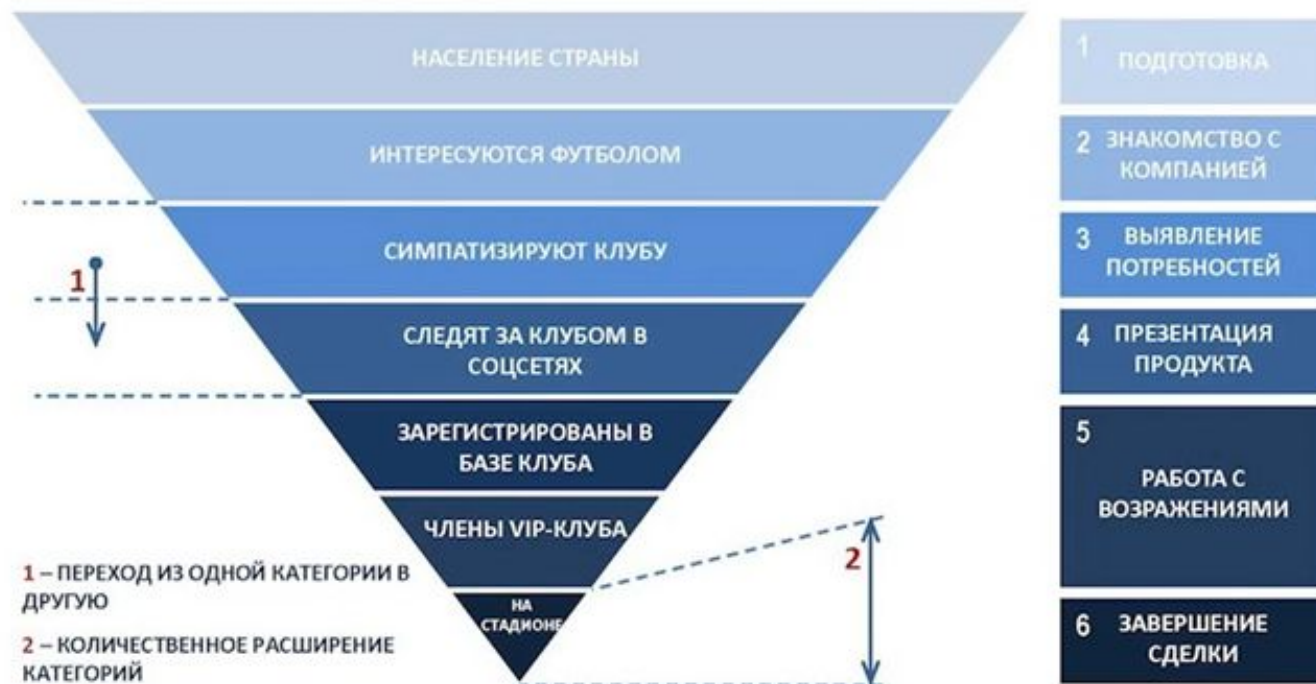 НАСЕЛЕНИЕ СТРАНЫ
ИНТЕРЕСУЮТСЯ ФУТБОЛОМ
СИМПАТИЗИРУЮТ КЛУБУ
СЛЕДЯТ ЗА КЛУБОМ В
СОЦСЕТЯХ
ЗАРЕГИСТРИРОВАНЫ В
БАЗЕ КЛУБА
ЧЛЕНЫ VIP-КЛУБА
НА
СТАДИОНЕ
1
2
1 – ПЕРЕХОД ИЗ ОДНОЙ КАТЕГОРИИ В
ДРУГУЮ
2 – КОЛИЧЕСТВЕННОЕ РАСШИРЕНИЕ
КАТЕГОРИЙ
1 ПОДГОТОВКА
2 ЗНАКОМСТВО С
КОМПАНИЕЙ
3 ВЫЯВЛЕНИЕ
ПОТРЕБНОСТЕЙ
4 ПРЕЗЕНТАЦИЯ
ПРОДУКТА
5
РАБОТА С
ВОЗРАЖЕНИЯМИ
6 ЗАВЕРШЕНИЕ
СДЕЛКИ